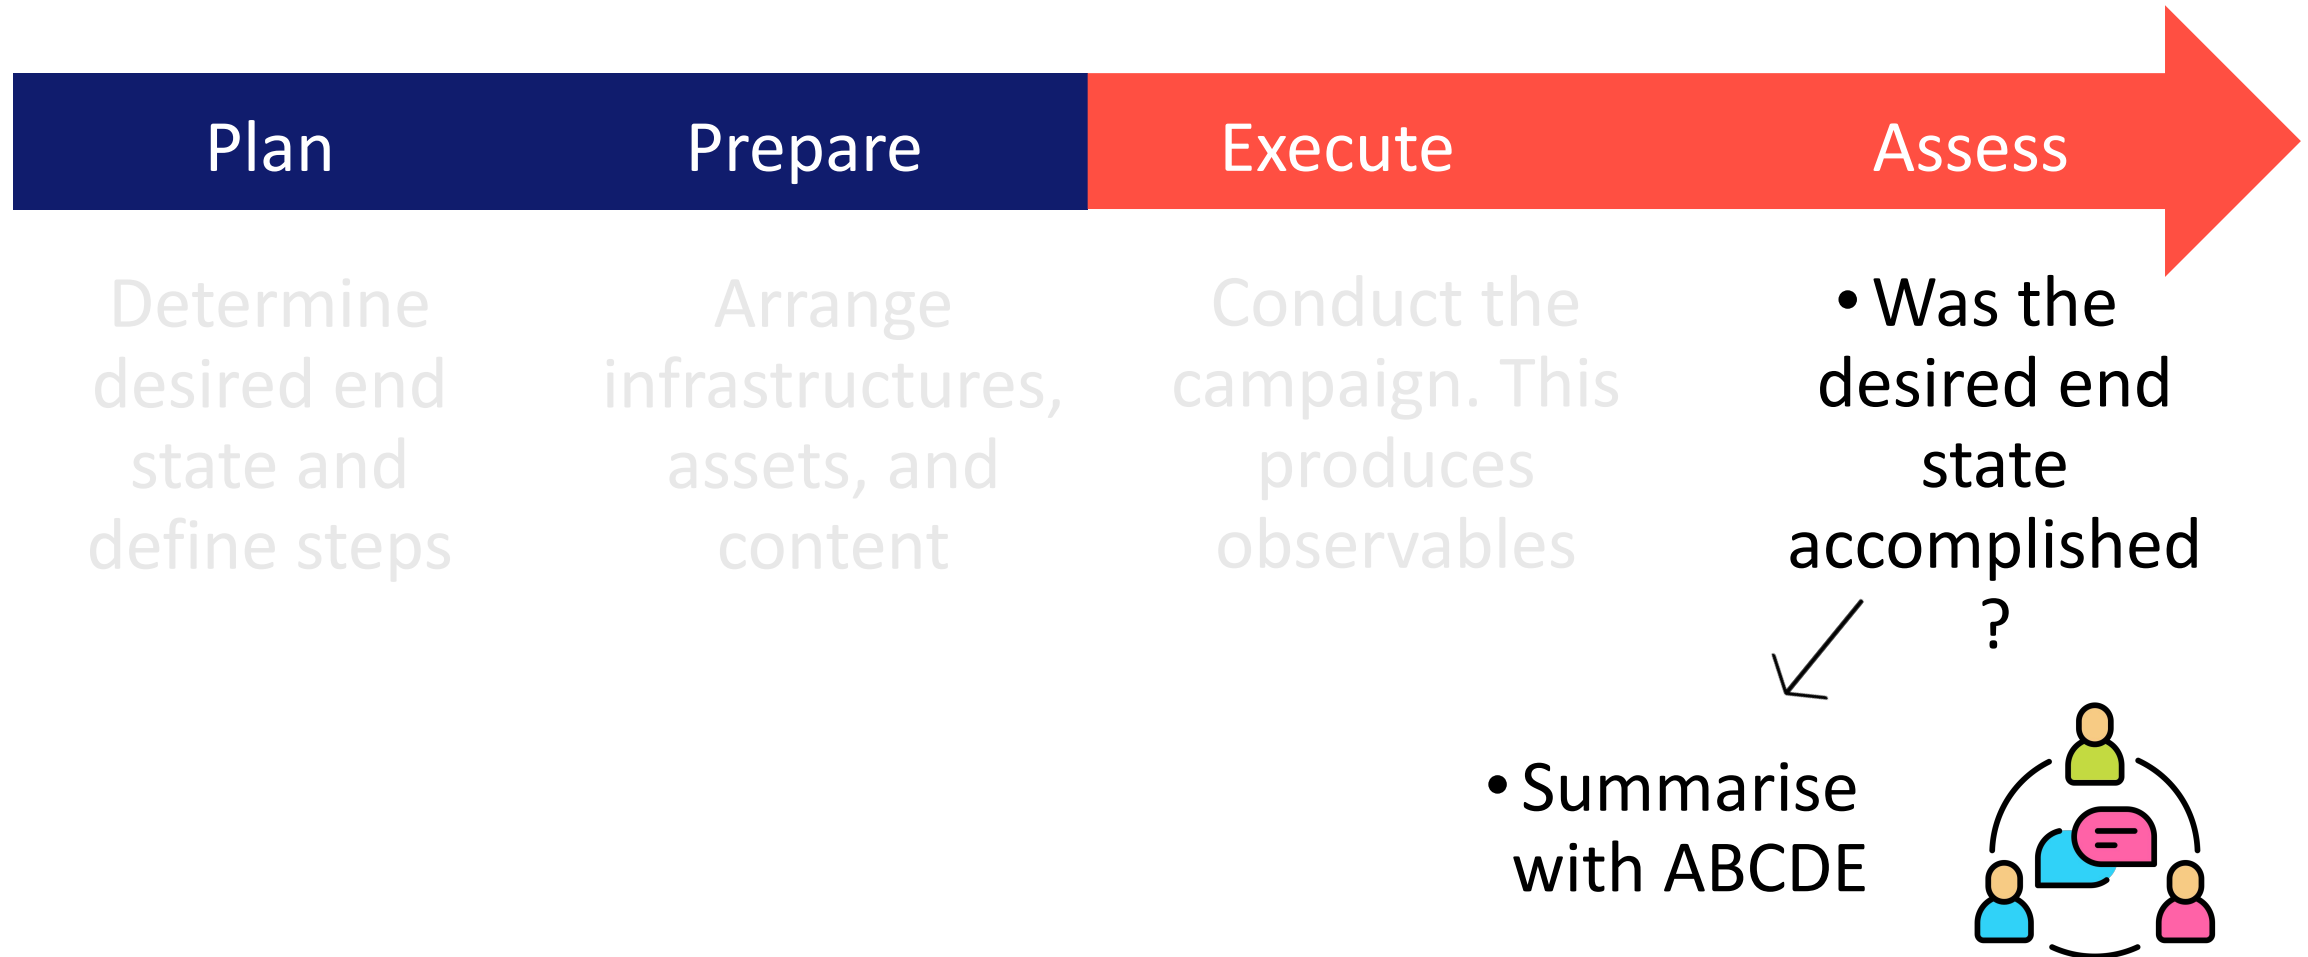 Plan
Prepare
Execute
Assess
Determine
desired end
state and
define steps
Arrange
infrastructures,
assets, and
content
Conduct the
campaign. This
produces
observables
• Was the
desired end
state
accomplished
?
• Summarise
with ABCDE